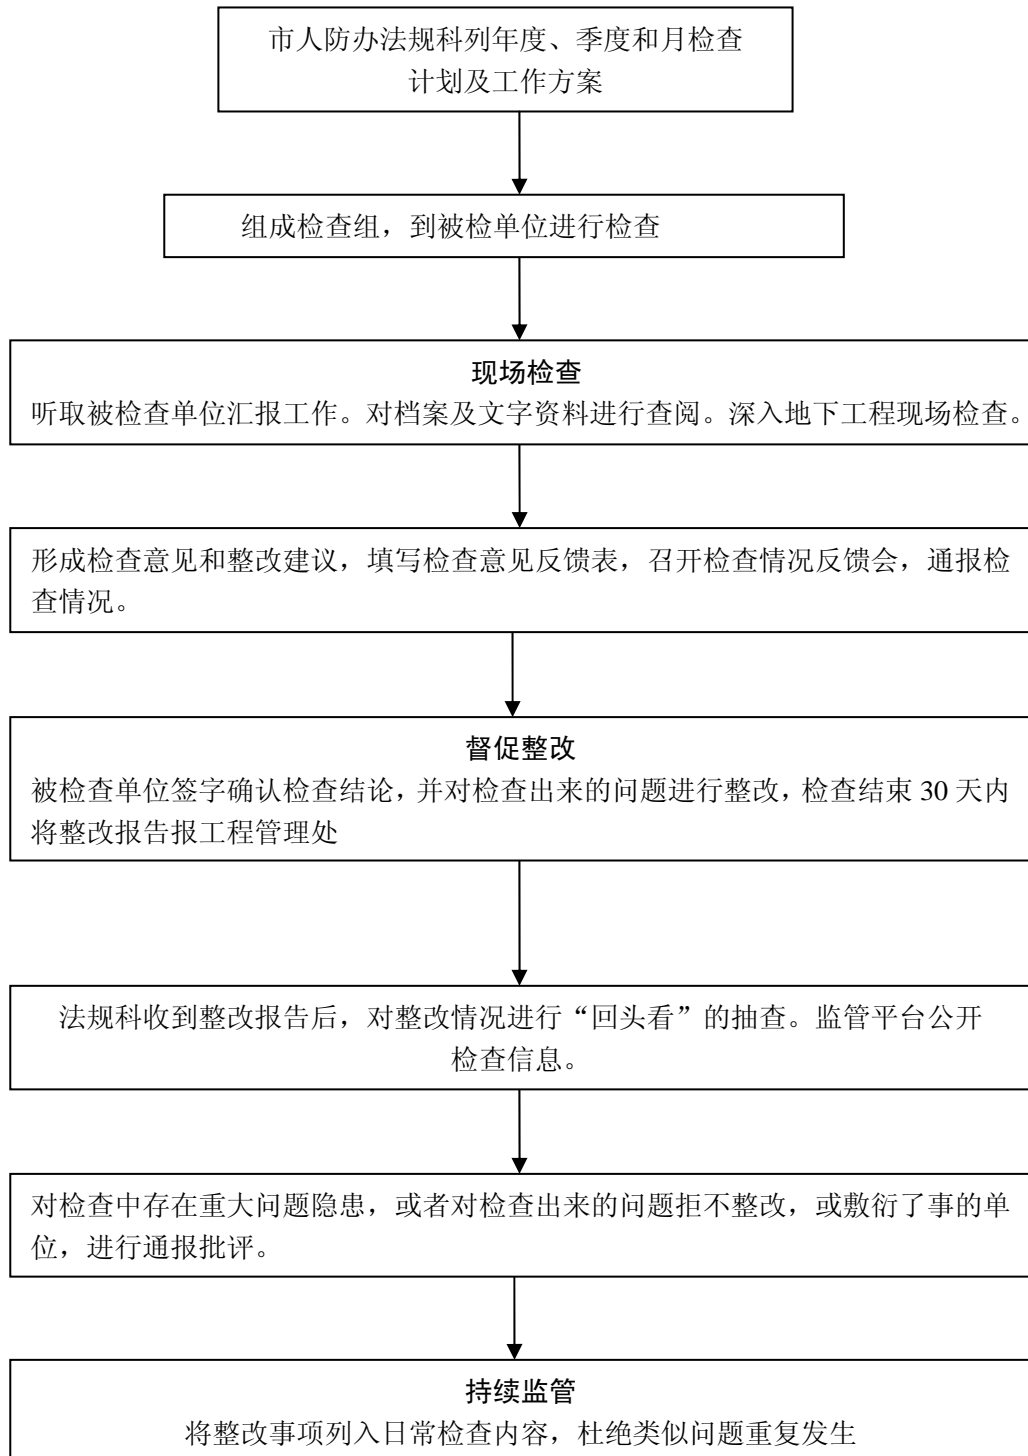 市人防办法规科列年度、季度和月检查
计划及工作方案
组成检查组，到被检单位进行检查
现场检查
听取被检查单位汇报工作。对档案及文字资料进行查阅。深入地下工程现场检查。
形成检查意见和整改建议，填写检查意见反馈表，召开检查情况反馈会，通报检
查情况。
督促整改
被检查单位签字确认检查结论，并对检查出来的问题进行整改，检查结束 30 天内
将整改报告报工程管理处
法规科收到整改报告后，对整改情况进行“回头看”的抽查。监管平台公开
检查信息。
对检查中存在重大问题隐患，或者对检查出来的问题拒不整改，或敷衍了事的单
位，进行通报批评。
持续监管
将整改事项列入日常检查内容，杜绝类似问题重复发生